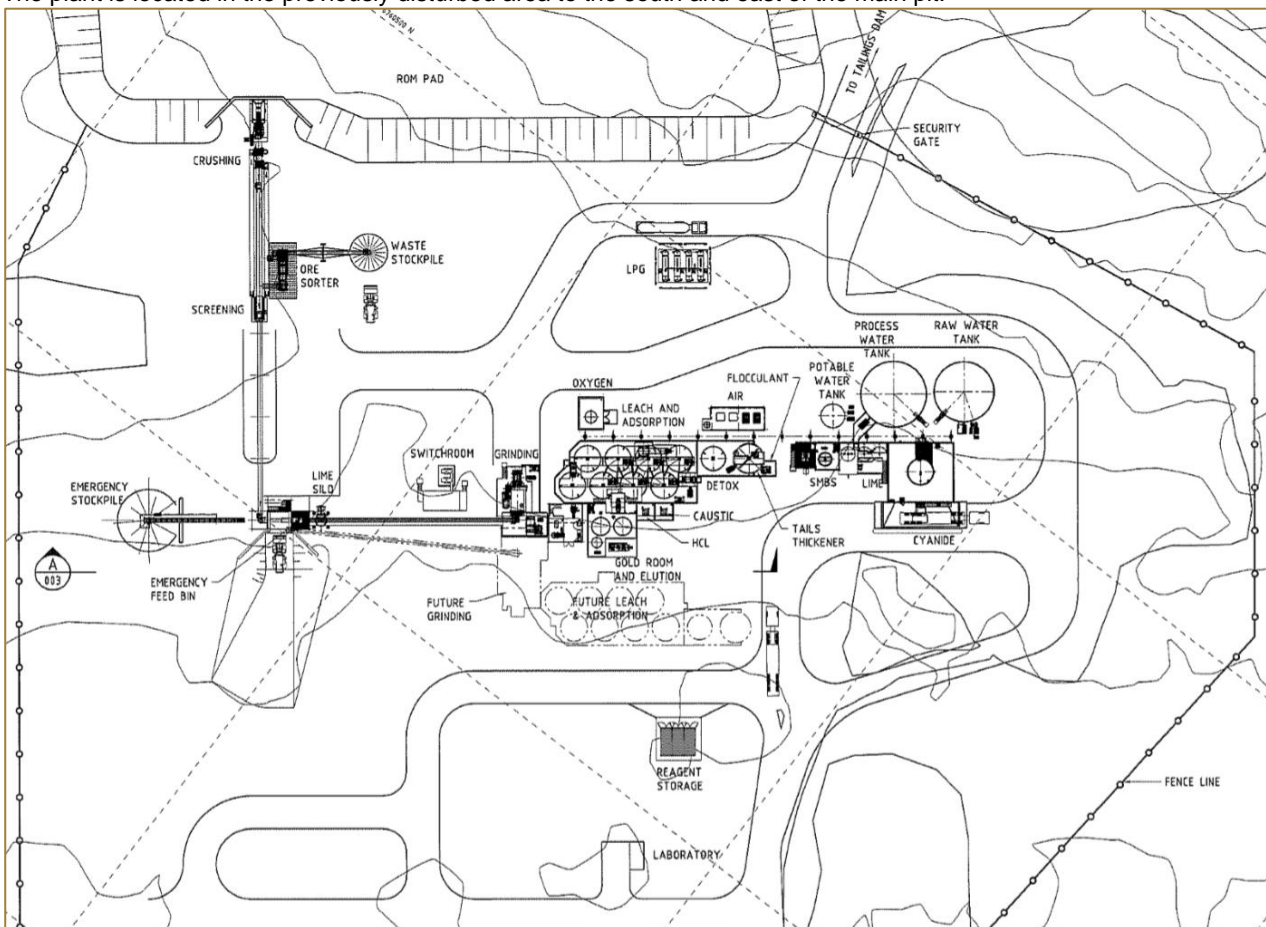 The plant is located in the previously disturbed area to the south and east of the main pit.
ROM PAD
TO TAILINGS DAM
SECURITY
GATE
CRUSHING
WASTE
STOCKPILE
ORE
SORTER
LPG
SCREENING
PROCESS
WATER
TANK
RAW WATER
TANK
POTABLE
WATER
TANK
OXYGEN
FLOCCULANT
AIR
LEACH AND
ADSORPTION
SWITCHROOM
GRINDING
LIME
SILO
EMERGENCY
STOCKPILE
DETOX
SMBS
LIME
CAUSTIC
TAILS
THICKENER
CYANIDE
HCL
A
003
GOLD ROOM
AND ELUTION
EMERGENCY
FEED BIN
FUTURE
GRINDING
FUTURE LEACH
& ADSORPTION
REAGENT
STORAGE
FENCE LINE
LABORATORY